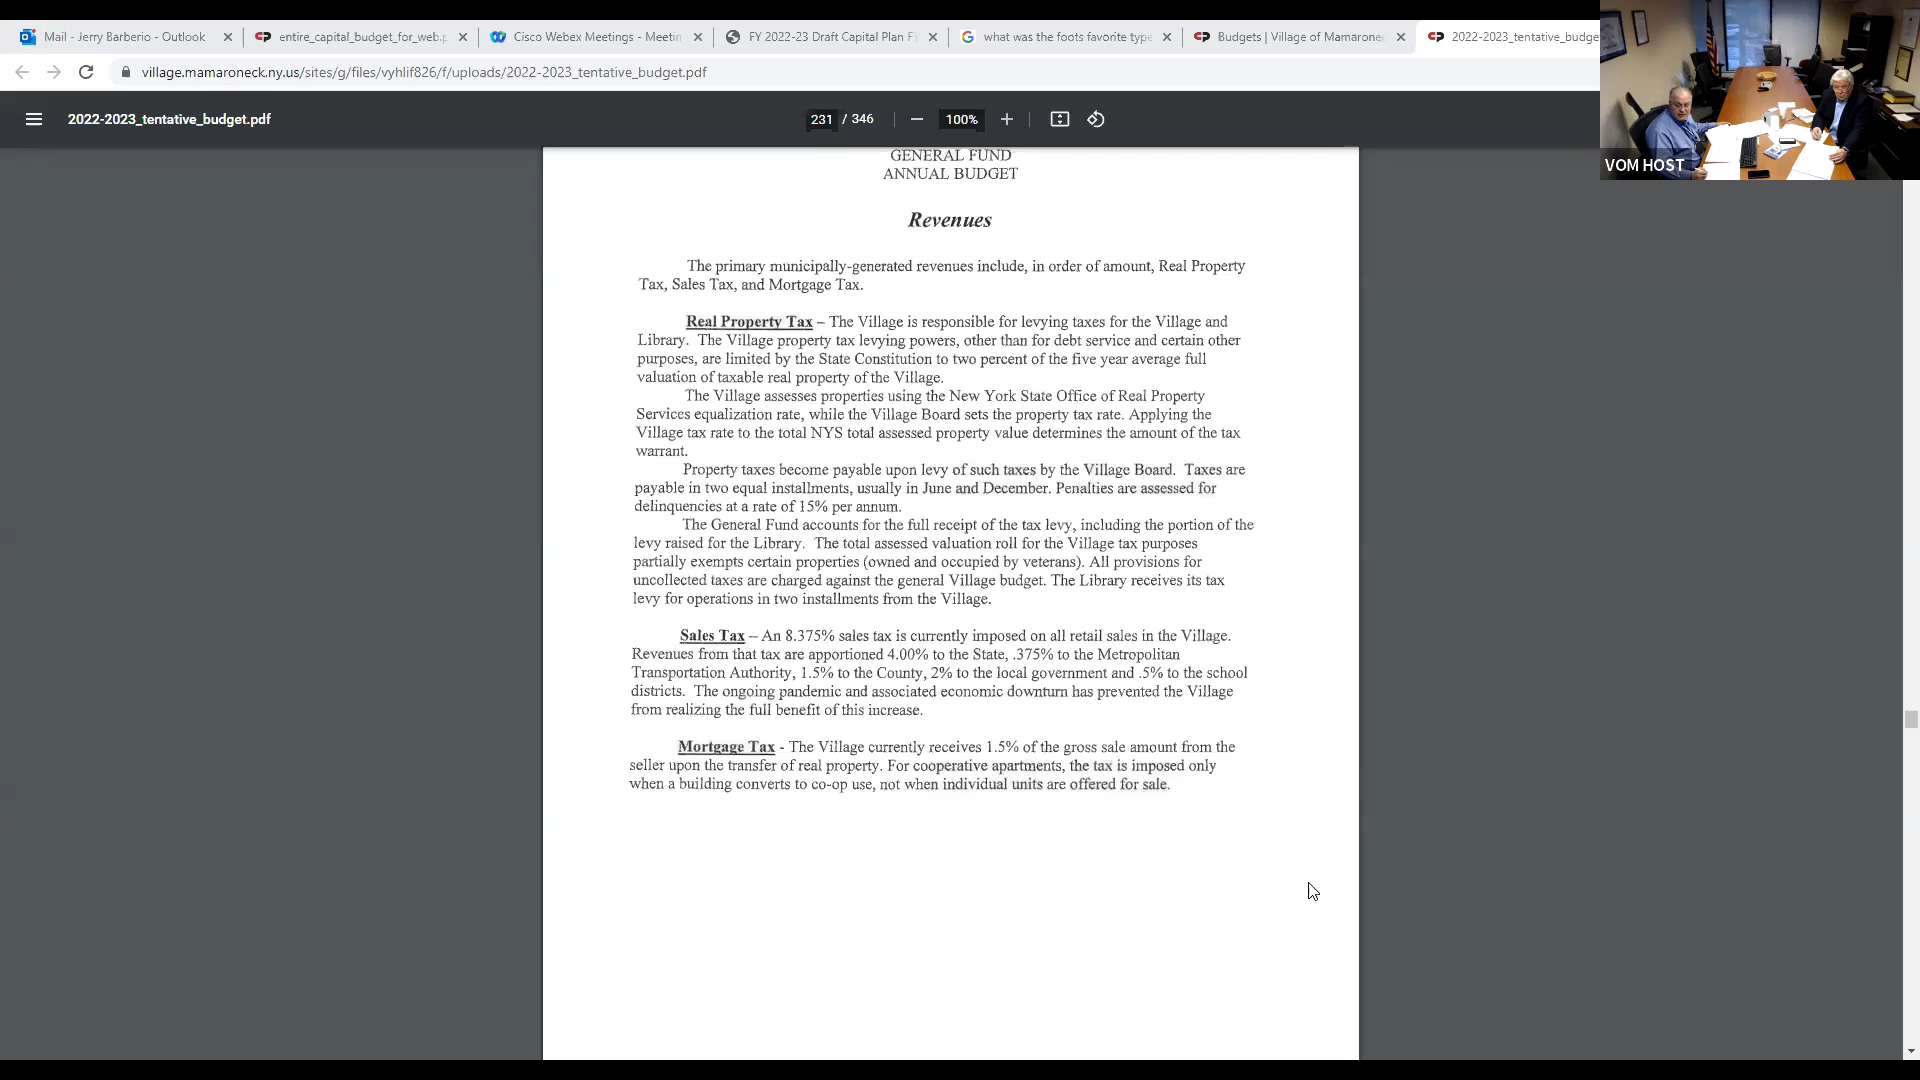 Mail - Jerry Barberio - Outlook
entire_capital_budget_for_web.p
Cisco Webex Meetings - Meetin
FY 2022-23 Draft Capital Plan FY
what was the foots favorite type
Budgets | Village of Mamaronec
2022-2023_tentative_budget
village.mamaroneck.ny.us/sites/g/files/vyhlif826/f/uploads/2022-2023_tentative_budget.pdf
2022-2023_tentative_budget.pdf
231 / 346
100%
VOM HOST
GENERAL FUND
ANNUAL BUDGET
Revenues
The primary municipally-generated revenues include, in order of amount, Real Property
Tax, Sales Tax, and Mortgage Tax.
Real Property Tax – The Village is responsible for levying taxes for the Village and
Library. The Village property tax levying powers, other than for debt service and certain other
purposes, are limited by the State Constitution to two percent of the five year average full
valuation of taxable real property of the Village.
The Village assesses properties using the New York State Office of Real Property
Services equalization rate, while the Village Board sets the property tax rate. Applying the
Village tax rate to the total NYS total assessed property value determines the amount of the tax
warrant.
Property taxes become payable upon levy of such taxes by the Village Board. Taxes are
payable in two equal installments, usually in June and December. Penalties are assessed for
delinquencies at a rate of 15% per annum.
The General Fund accounts for the full receipt of the tax levy, including the portion of the
levy raised for the Library. The total assessed valuation roll for the Village tax purposes
partially exempts certain properties (owned and occupied by veterans). All provisions for
uncollected taxes are charged against the general Village budget. The Library receives its tax
levy for operations in two installments from the Village.
Sales Tax – An 8.375% sales tax is currently imposed on all retail sales in the Village.
Revenues from that tax are apportioned 4.00% to the State, .375% to the Metropolitan
Transportation Authority, 1.5% to the County, 2% to the local government and .5% to the school
districts. The ongoing pandemic and associated economic downturn has prevented the Village
from realizing the full benefit of this increase.
Mortgage Tax - The Village currently receives 1.5% of the gross sale amount from the
seller upon the transfer of real property. For cooperative apartments, the tax is imposed only
when a building converts to co-op use, not when individual units are offered for sale.